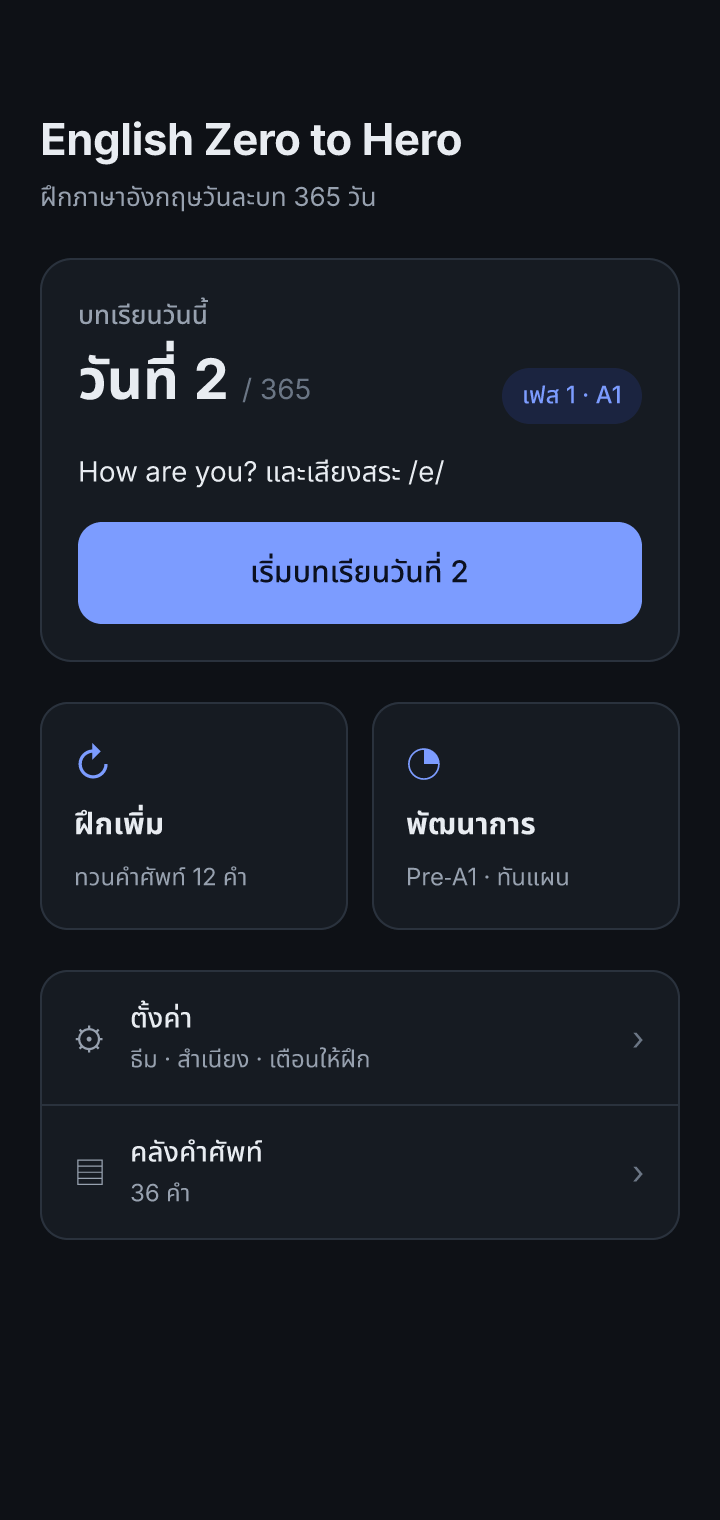 English Zero to Hero
ฝึกภาษาอังกฤษวันละบท 365 วัน
บทเรียนวันนี้
วันที่ 2 / 365
เฟส 1 · A1
How are you? และเสียงสระ /e/
เริ่มบทเรียนวันที่ 2
ฝึกเพิ่ม
ทวนคำศัพท์ 12 คำ
พัฒนาการ
Pre-A1 · ทันแผน
ตั้งค่า
ธีม · สำเนียง · เตือนให้ฝึก
คลังคำศัพท์
36 คำ